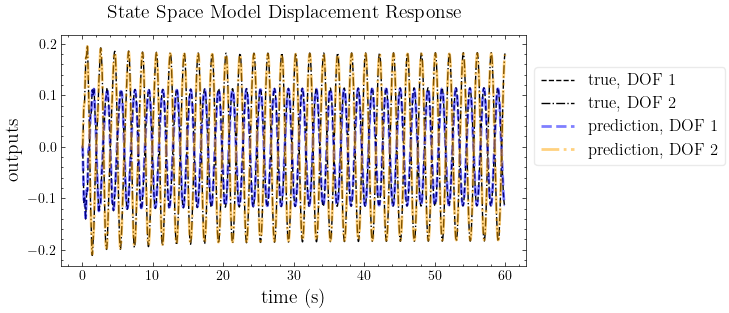 State Space Model Displacement Response
outputs
0.2
0.1
0.0
−0.1
−0.2
0
10
20
30
40
50
60
time (s)
true, DOF 1
true, DOF 2
prediction, DOF 1
prediction, DOF 2